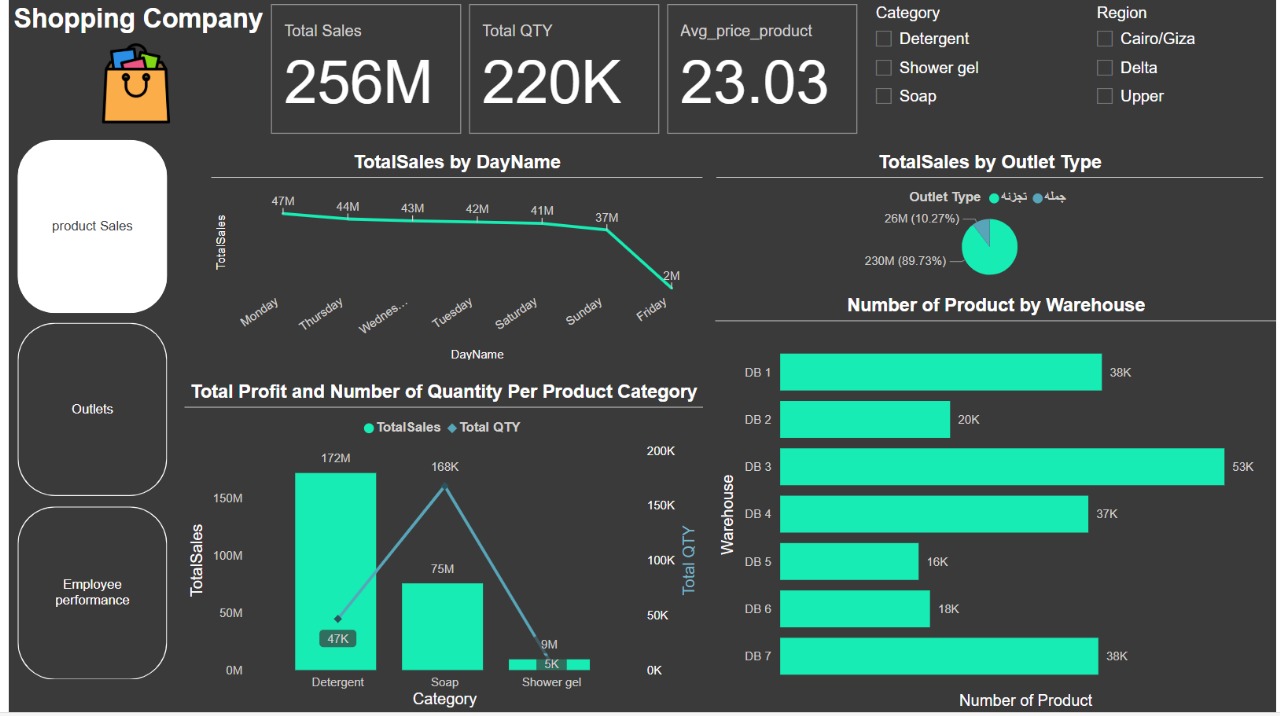 Shopping Company
Total Sales
256M
Total QTY
220K
Avg_price_product
23.03
Category
Detergent
Shower gel
Soap
Region
Cairo/Giza
Delta
Upper
product Sales
Outlets
Employee
performance
TotalSales by DayName
TotalSales
47M
44M
43M
42M
41M
37M
2M
Monday
Thursday
Wednes...
Tuesday
Saturday
Sunday
Friday
DayName
TotalSales by Outlet Type
Outlet Type تجزئه جمله
26M (10.27%)
230M (89.73%)
Total Profit and Number of Quantity Per Product Category
TotalSales Total QTY
TotalSales
150M
100M
50M
0M
172M
168K
75M
47K
9M
5K
200K
150K
100K
50K
0K
Total QTY
Detergent
Soap
Shower gel
Category
Number of Product by Warehouse
Warehouse
DB 1 38K
DB 2 20K
DB 3 53K
DB 4 37K
DB 5 16K
DB 6 18K
DB 7 38K
Number of Product